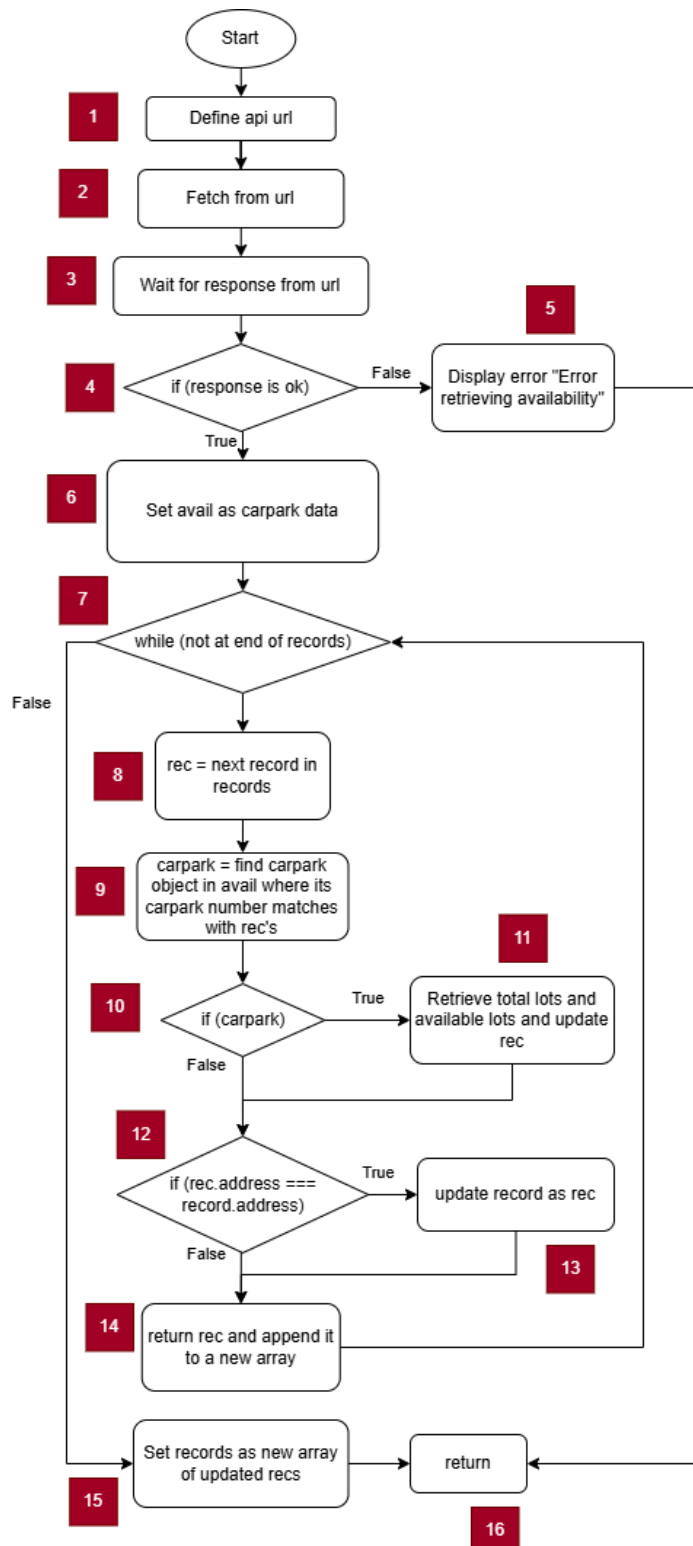 Start
1
Define api url
2
Fetch from url
3
Wait for response from url
5
4
if (response is ok)
False
Display error "Error
retrieving availability"
True
6
Set avail as carpark data
7
while (not at end of records)
False
8
rec = next record in
records
9
carpark = find carpark
object in avail where its
carpark number matches
with rec's
11
10
if (carpark)
True
Retrieve total lots and
available lots and update
rec
False
12
if (rec.address ===
record.address)
True
update record as rec
False
13
14
return rec and append it
to a new array
Set records as new array
of updated recs
return
15
16